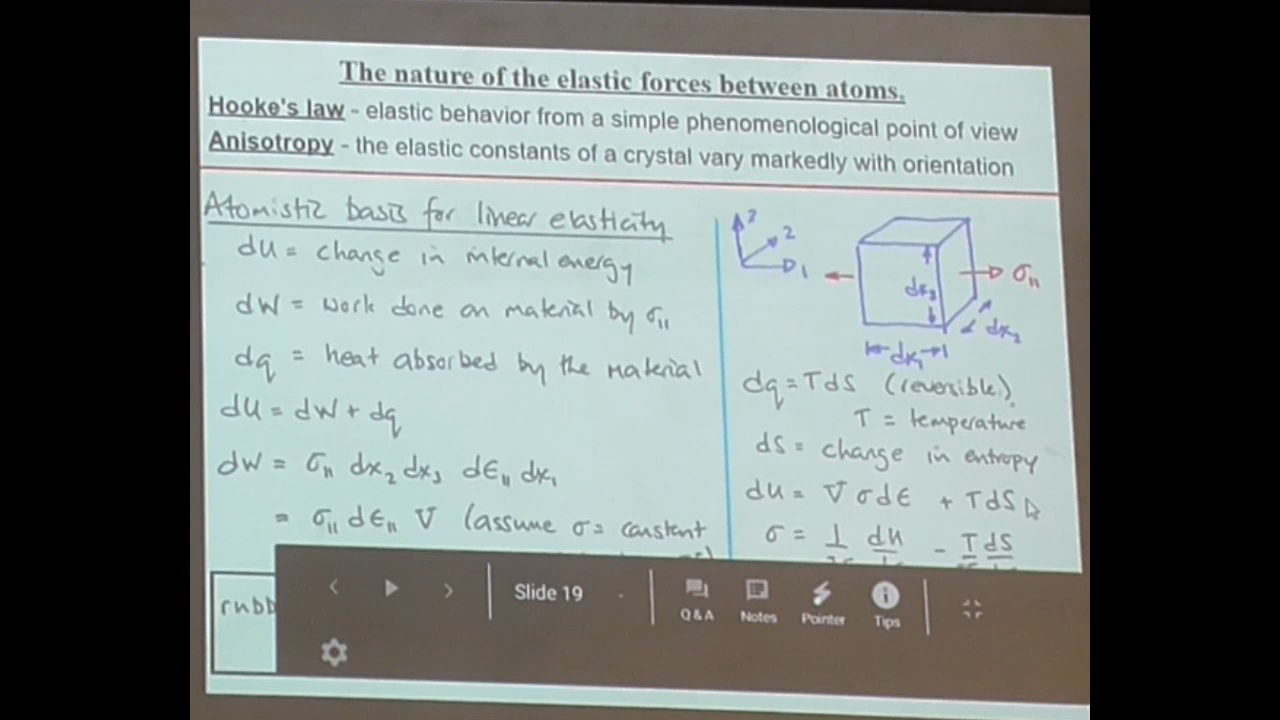 The nature of the elastic forces between atoms.
Hooke's law - elastic behavior from a simple phenomenological point of view
Anisotropy - the elastic constants of a crystal vary markedly with orientation
Atomistic basis for linear elasticity
dU = change in internal energy
dW = work done on material by σ₁₁
dq = heat absorbed by the material
dU = dW + dq
dW = σ₁₁ dx₂ dx₃ dϵ₁₁ dx₁
= σ₁₁ dϵ₁₁ V (assume σ = constant
rubb
3
2
1
σ₁₁
dx₃
dx₂
dx₁
dq = TdS (reversible)
T = temperature
dS = change in entropy
dU = V σ dϵ + TdS
σ = 1 dU - T dS
Slide 19
Q&A Notes Pointer Tips